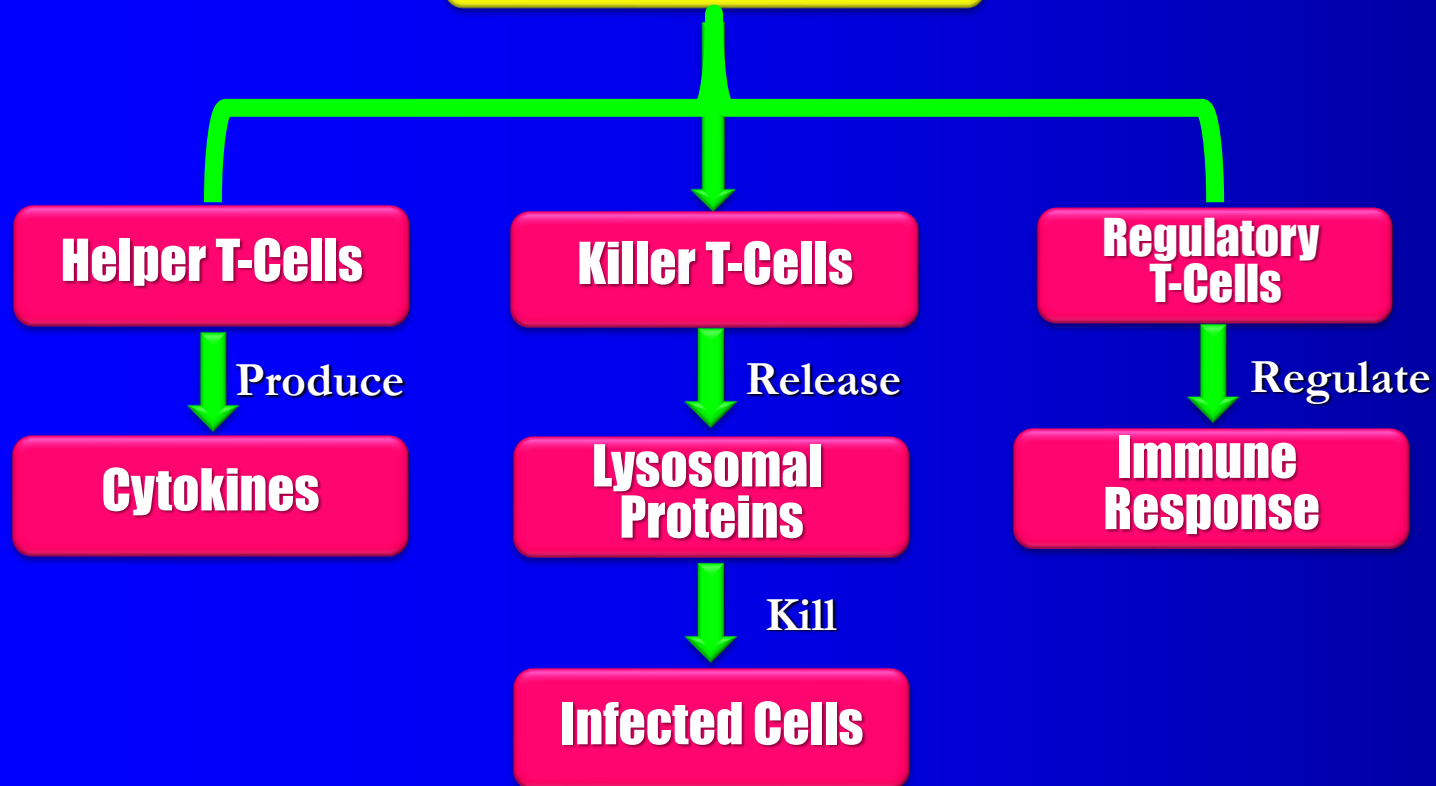 Helper T-Cells
Killer T-Cells
Regulatory
T-Cells
Produce
Release
Regulate
Cytokines
Lysosomal
Proteins
Immune
Response
Kill
Infected Cells